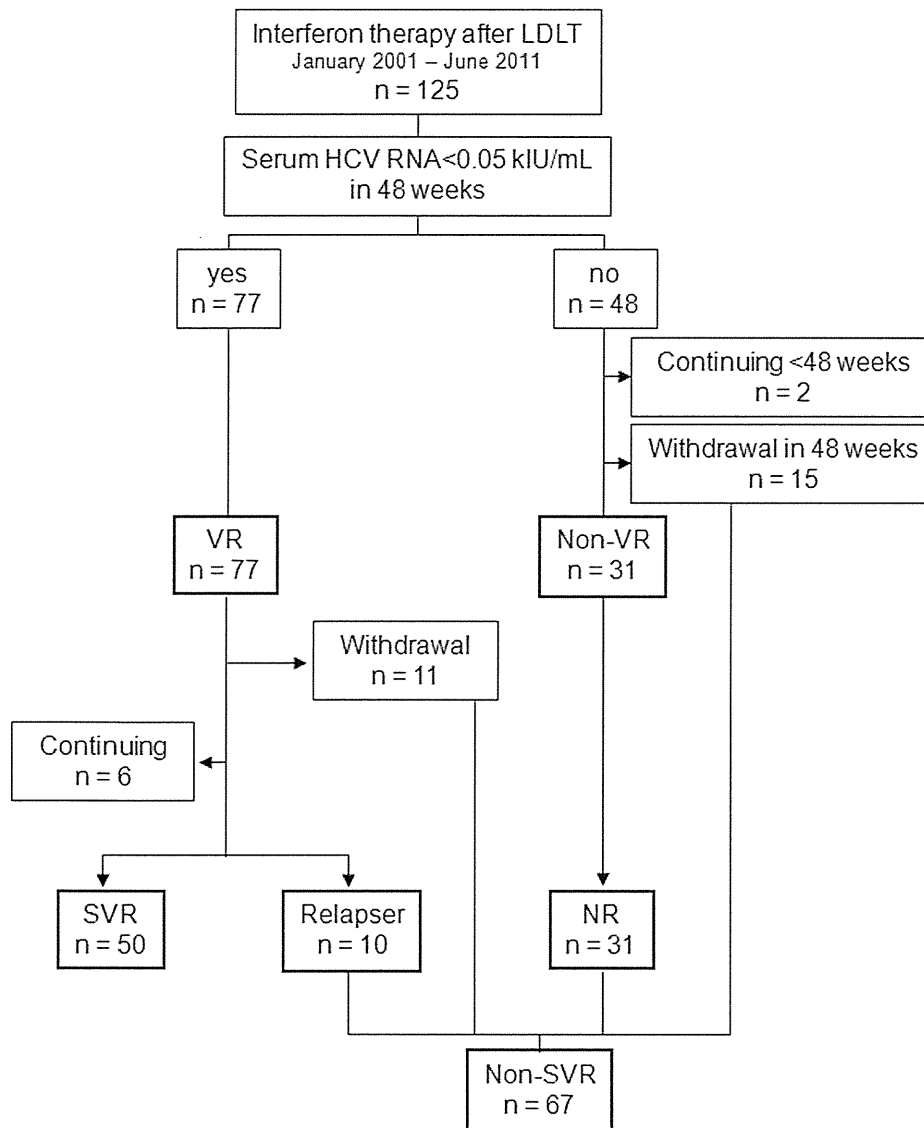 Interferon therapy after LDLT
January 2001 – June 2011
n = 125
Serum HCV RNA<0.05 kIU/mL
in 48 weeks
yes
n = 77
no
n = 48
Continuing <48 weeks
n = 2
Withdrawal in 48 weeks
n = 15
VR
n = 77
Non-VR
n = 31
Withdrawal
n = 11
Continuing
n = 6
SVR
n = 50
Relapser
n = 10
NR
n = 31
Non-SVR
n = 67